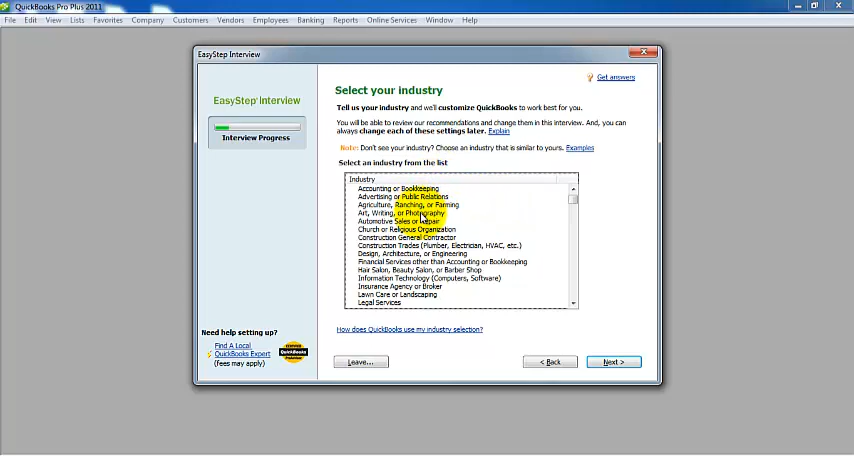 QuickBooks Pro Plus 2011
File Edit View Lists Favorites Company Customers Vendors Employees Banking Reports Online Services Window Help
EasyStep Interview
Get answers
EASYSTEP INTERVIEW
Interview Progress
Select your industry
Tell us your industry and we'll customize QuickBooks to work best for you.
You will be able to review our recommendations and change them in this interview. And, you can
always change each of these settings later. Explain
Note: Don't see your industry? Choose an industry that is similar to yours. Examples
Select an industry from the list
Industry
Accounting or Bookkeeping
Advertising or Public Relations
Agriculture, Ranching, or Farming
Art, Writing, or Photography
Automotive Sales or Repair
Church or Religious Organization
Construction General Contractor
Construction Trades (Plumber, Electrician, HVAC, etc.)
Design, Architecture, or Engineering
Financial Services other than Accounting or Bookkeeping
Hair Salon, Beauty Salon, or Barber Shop
Information Technology (Computers, Software)
Insurance Agency or Broker
Lawn Care or Landscaping
Legal Services
How does QuickBooks use my industry selection?
Need help setting up?
Find A Local
QuickBooks Expert
(fees may apply)
QuickBooks
Leave...
< Back
Next >